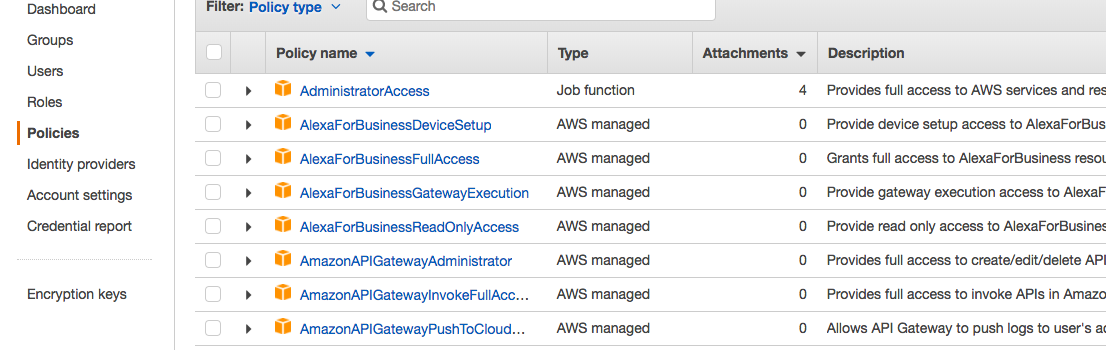 Dashboard
Groups
Users
Roles
Policies
Identity providers
Account settings
Credential report
Encryption keys
Filter: Policy type
Search
Policy name Type Attachments Description
AdministratorAccess Job function 4 Provides full access to AWS services and res
AlexaForBusinessDeviceSetup AWS managed 0 Provide device setup access to AlexaForBus
AlexaForBusinessFullAccess AWS managed 0 Grants full access to AlexaForBusiness resou
AlexaForBusinessGatewayExecution AWS managed 0 Provide gateway execution access to AlexaF
AlexaForBusinessReadOnlyAccess AWS managed 0 Provide read only access to AlexaForBusines
AmazonAPIGatewayAdministrator AWS managed 0 Provides full access to create/edit/delete API
AmazonAPIGatewayInvokeFullAcc... AWS managed 0 Provides full access to invoke APIs in Amazo
AmazonAPIGatewayPushToCloud... AWS managed 0 Allows API Gateway to push logs to user's ac